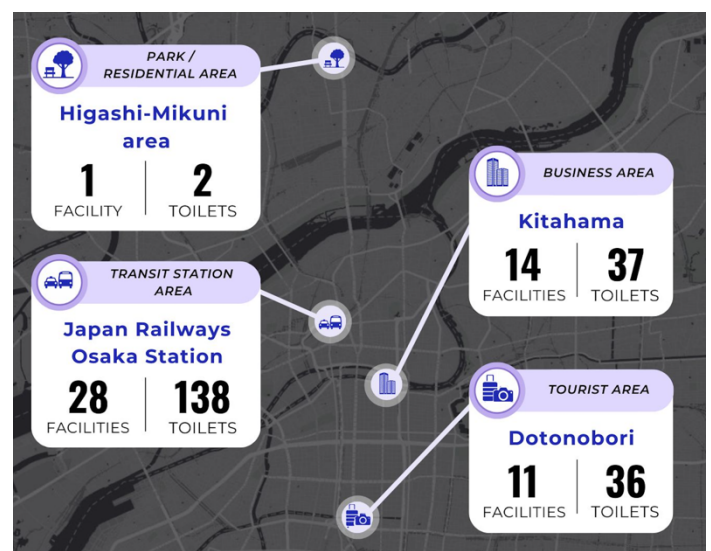 PARK /
RESIDENTIAL AREA
Higashi-Mikuni
area
1
FACILITY
2
TOILETS
TRANSIT STATION
AREA
Japan Railways
Osaka Station
28
FACILITIES
138
TOILETS
BUSINESS AREA
Kitahama
14
FACILITIES
37
TOILETS
TOURIST AREA
Dotonobori
11
FACILITIES
36
TOILETS